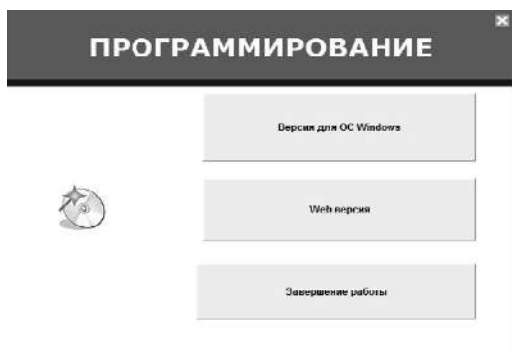 ПРОГРАММИРОВАНИЕ
Версия для ОС Windows
Web версия
Завершение работы